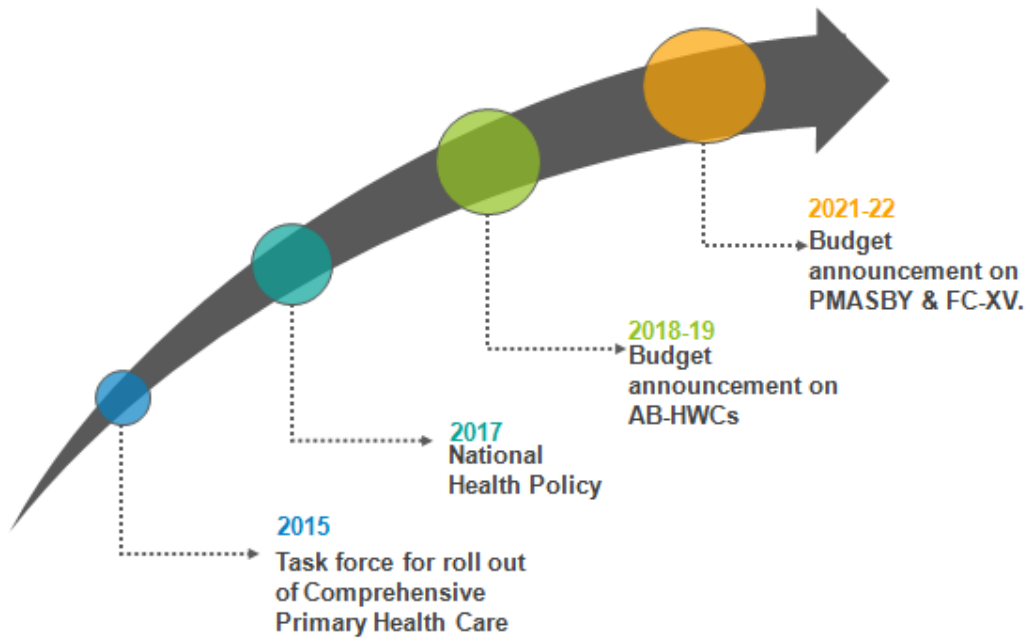 2021-22
Budget
announcement on
PMASBY & FC-XV.
2018-19
Budget
announcement on
AB-HWCs
2017
National
Health Policy
2015
Task force for roll out
of Comprehensive
Primary Health Care